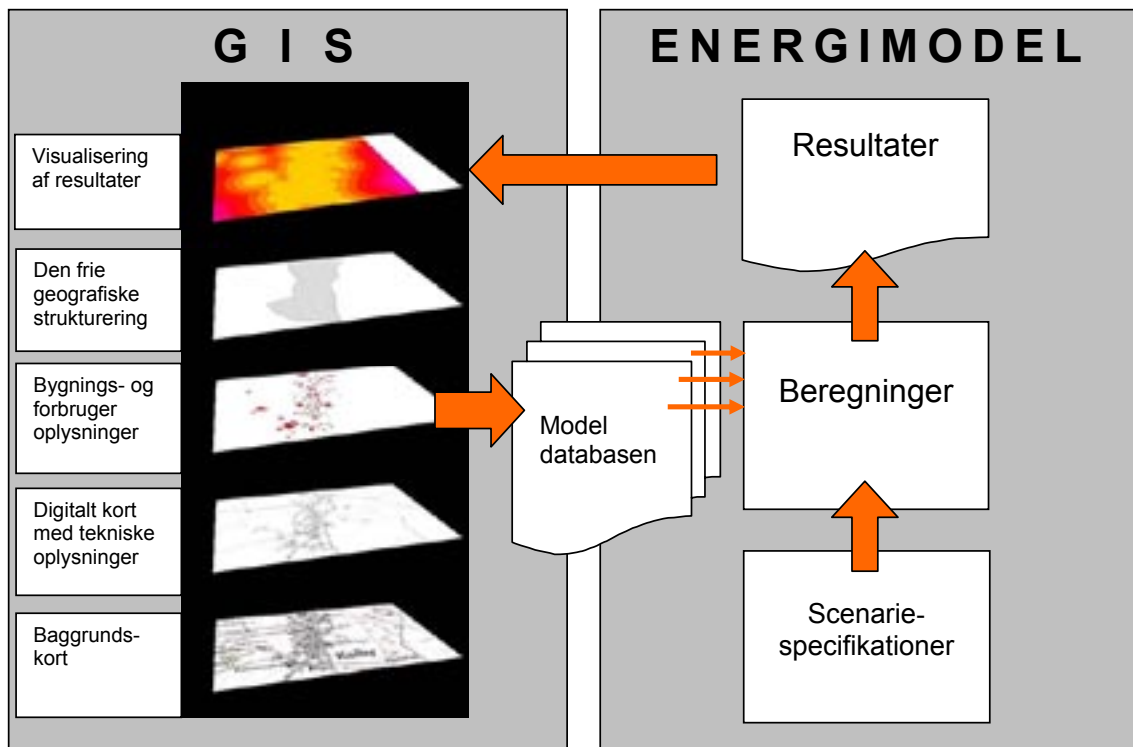 G I S
Visualisering
af resultater
Den frie
geografiske
strukturering
Bygnings- og
forbruger
oplysninger
Digitalt kort
med tekniske
oplysninger
Baggrunds-
kort
ENERGIMODEL
Resultater
Model
databasen
Beregninger
Scenarie-
specifikationer